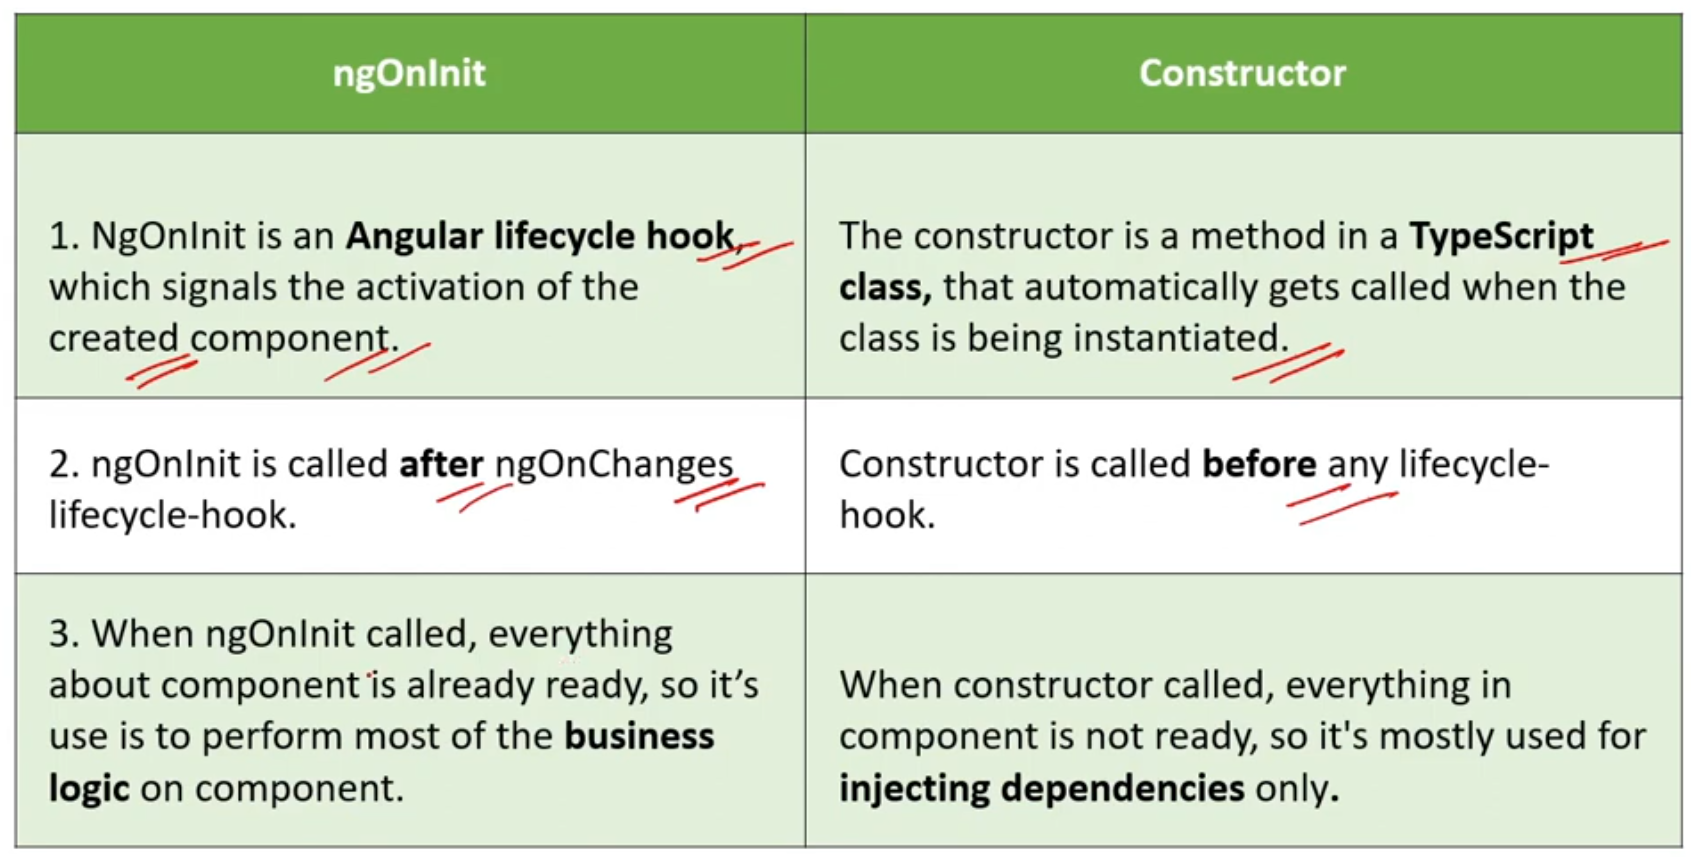 ngOnInit
Constructor
1. NgOnInit is an Angular lifecycle hook,
which signals the activation of the
created component.
The constructor is a method in a TypeScript
class, that automatically gets called when the
class is being instantiated.
2. ngOnInit is called after ngOnChanges
lifecycle-hook.
Constructor is called before any lifecycle-
hook.
3. When ngOnInit called, everything
about component is already ready, so it’s
use is to perform most of the business
logic on component.
When constructor called, everything in
component is not ready, so it's mostly used for
injecting dependencies only.